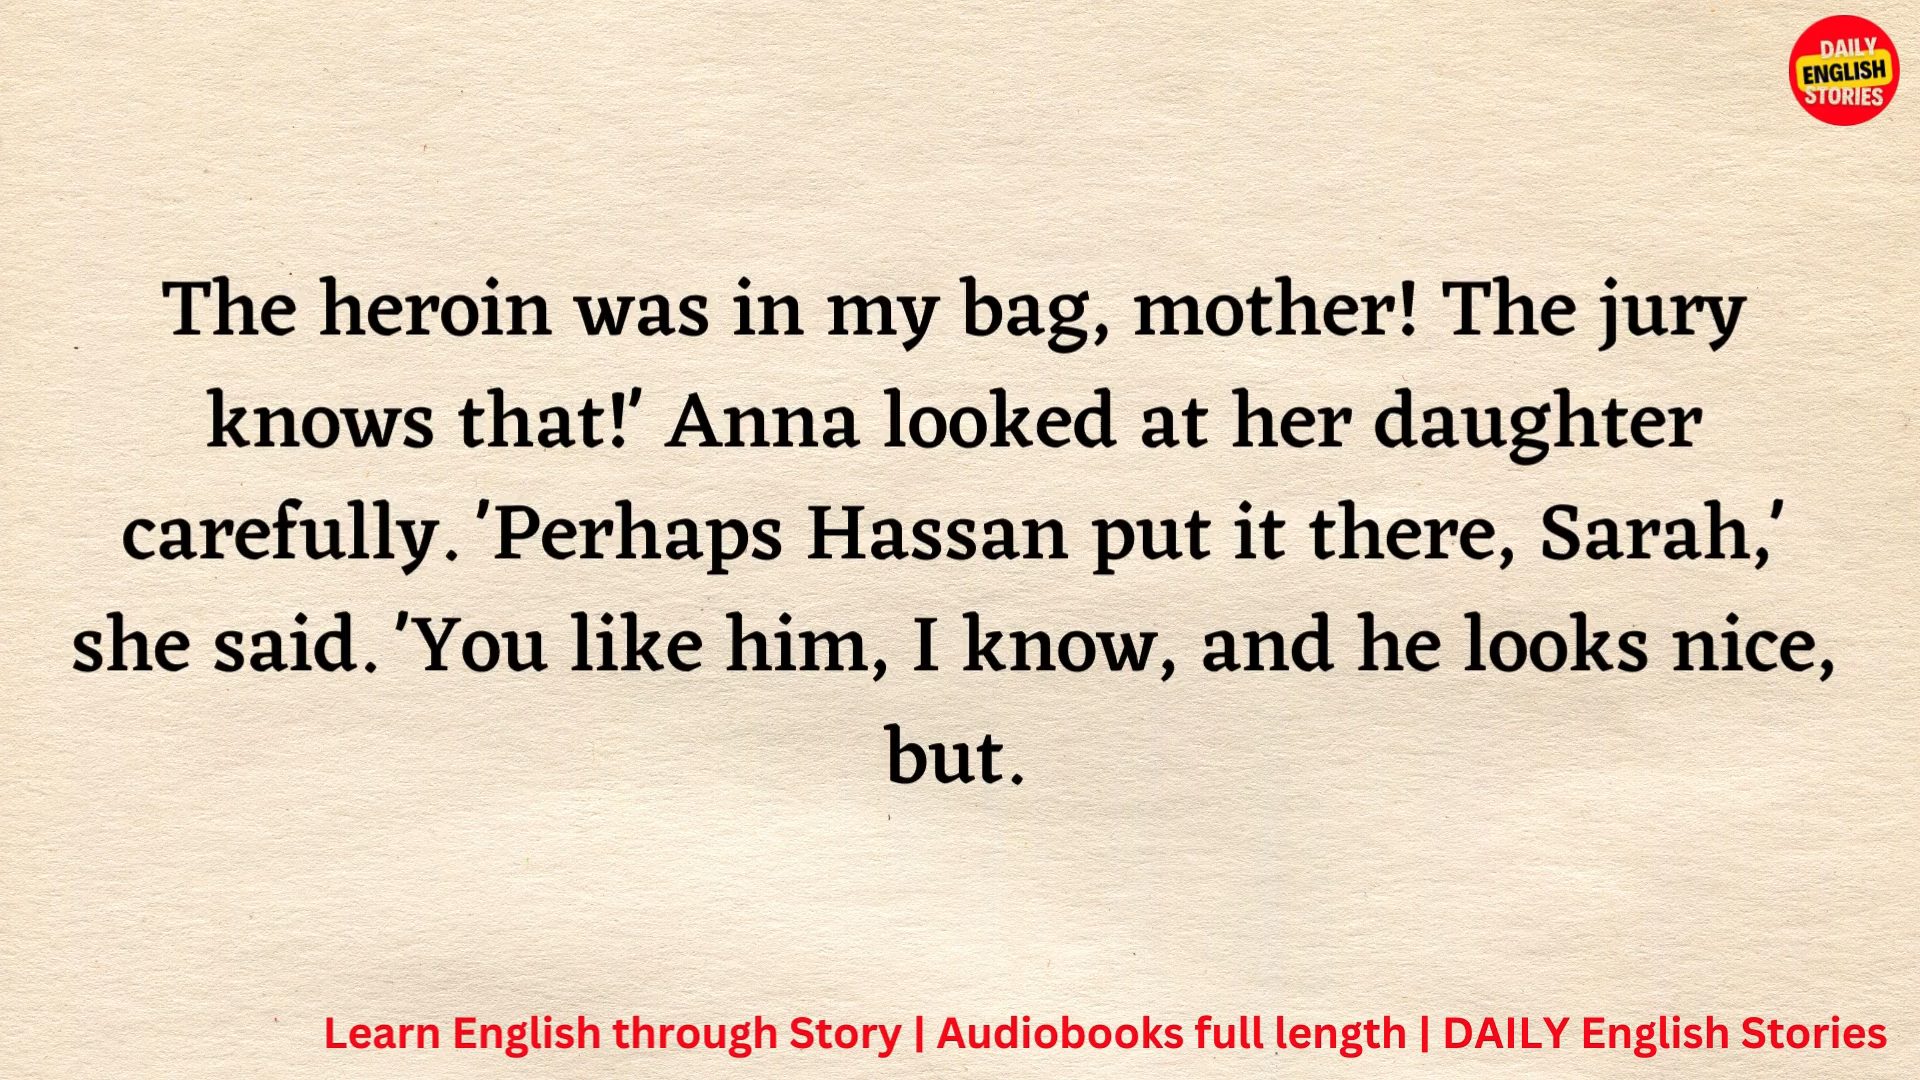 DAILY
ENGLISH
STORIES
The heroin was in my bag, mother! The jury
knows that!' Anna looked at her daughter
carefully. 'Perhaps Hassan put it there, Sarah,'
she said. 'You like him, I know, and he looks nice,
but.
Learn English through Story | Audiobooks full length | DAILY English Stories